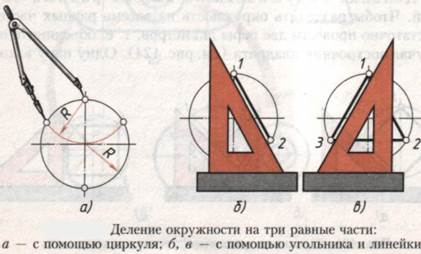 1
1
R
2
3
2
R
а)
б)
в)
Деление окружности на три равные части:
а — с помощью циркуля; б, в — с помощью угольника и линейки